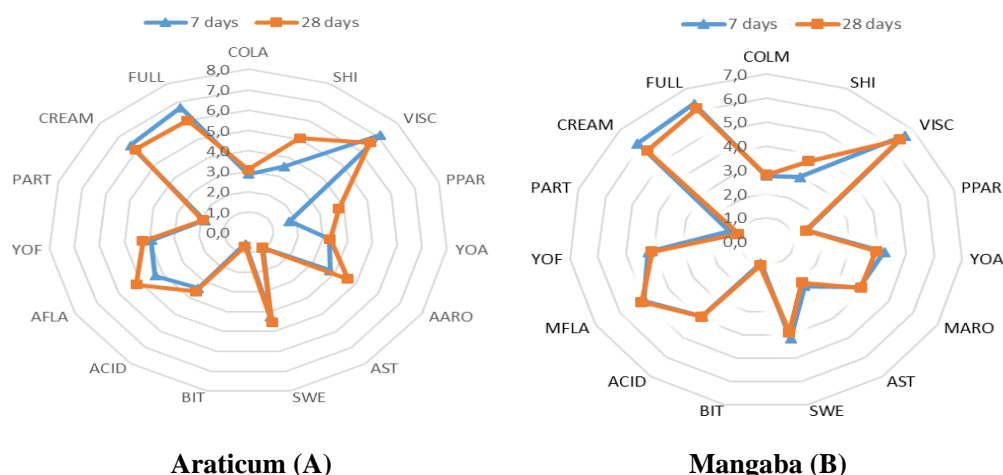 7 days 28 days
COLA
SHI
VISC
PPAR
YOA
AARO
AST
SWE
BIT
ACID
AFLA
YOF
PART
CREAM
FULL
8,0
7,0
6,0
5,0
4,0
3,0
2,0
1,0
0,0
Araticum (A)
7 days 28 days
COLM
SHI
VISC
PPAR
YOA
MARO
AST
SWE
BIT
ACID
MFLA
YOF
PART
CREAM
FULL
7,0
6,0
5,0
4,0
3,0
2,0
1,0
0,0
Mangaba (B)